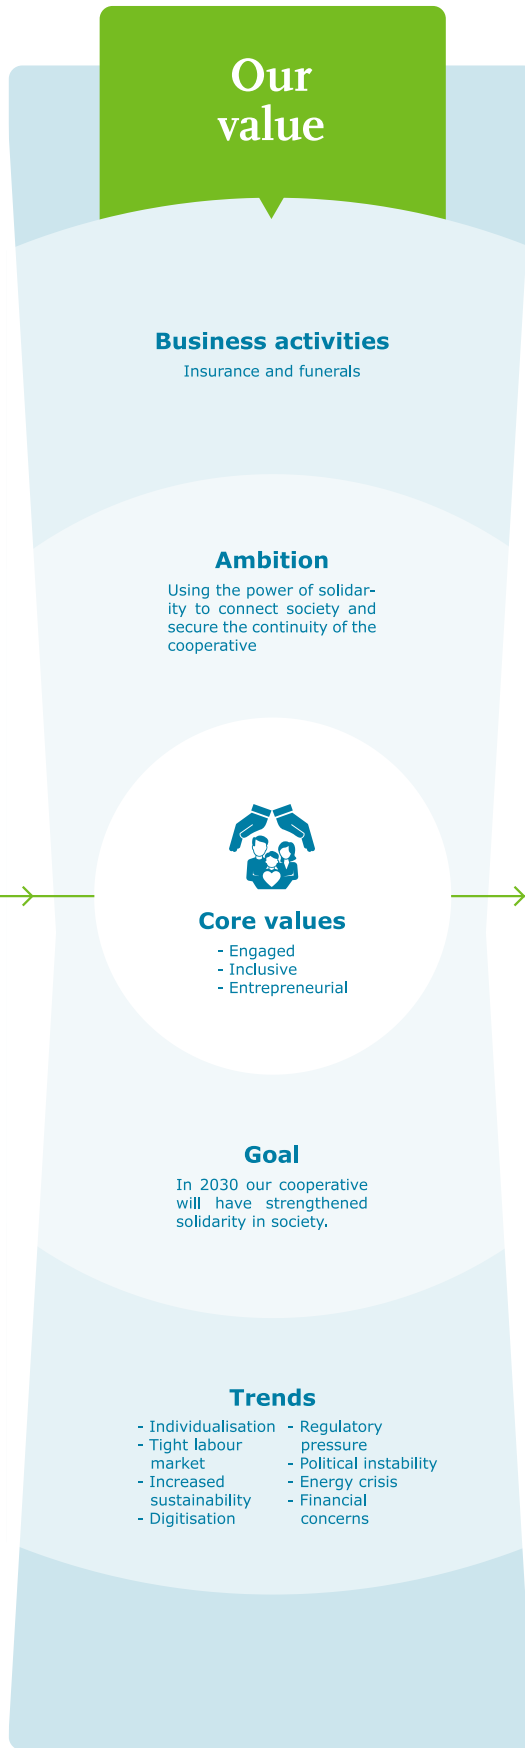 Our
value
Business activities
Insurance and funerals
Ambition
Using the power of solidar-
ity to connect society and
secure the continuity of the
cooperative
Core values
- Engaged
- Inclusive
- Entrepreneurial
Goal
In 2030 our cooperative
will have strengthened
solidarity in society.
Trends
- Individualisation
- Tight labour
market
- Increased
sustainability
- Digitisation
- Regulatory
pressure
- Political instability
- Energy crisis
- Financial
concerns